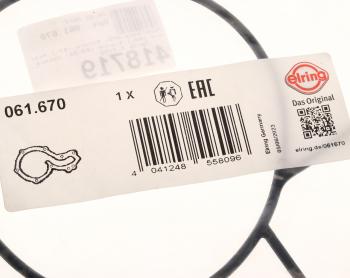 418719
061.670
1 X
EAC
elring
Das Original
Elring Germany
4 041248 558096
elring.de/061670